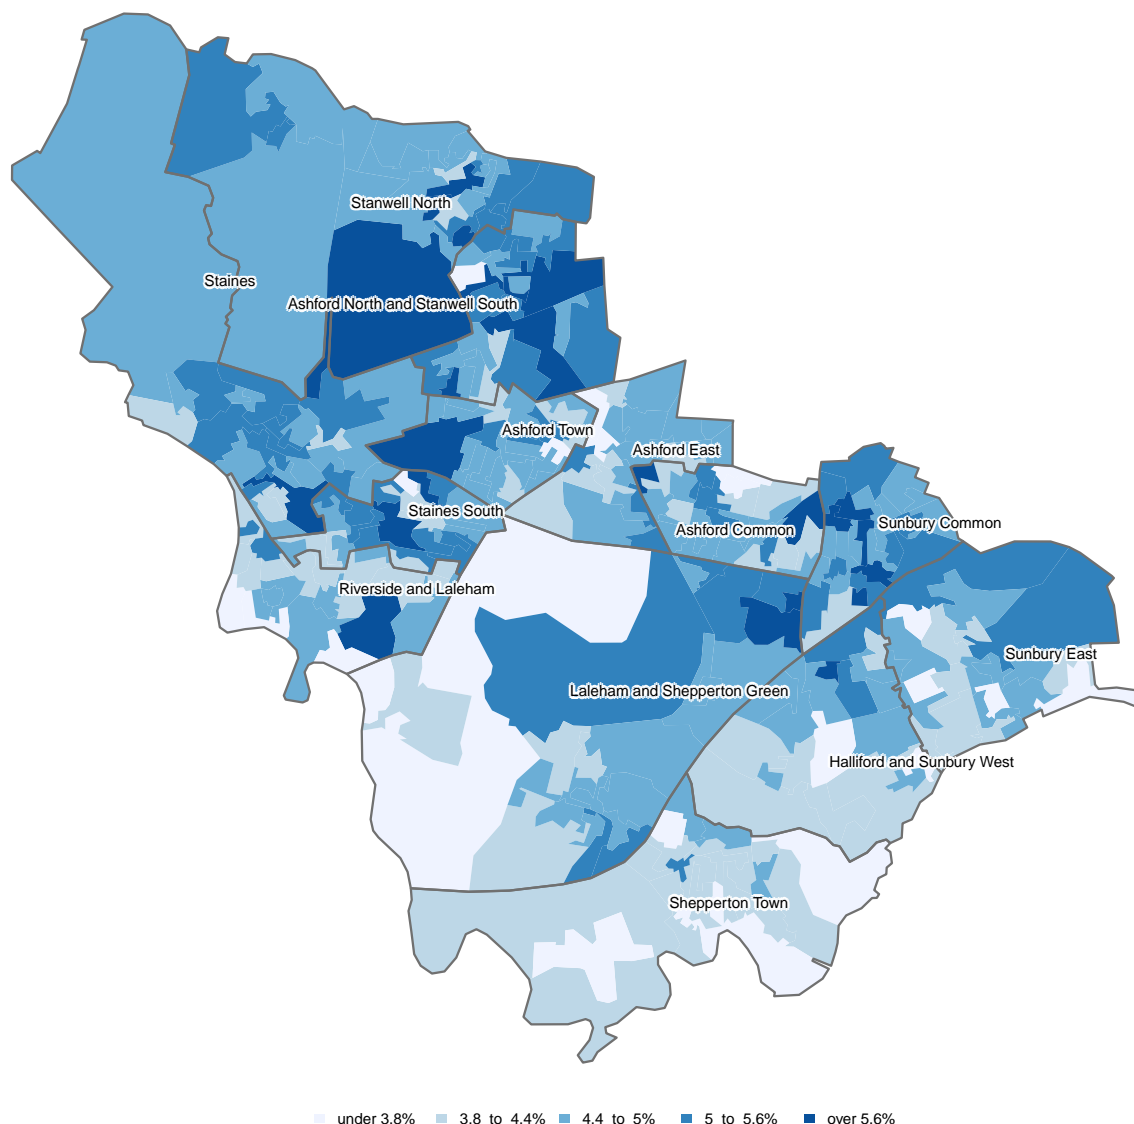 Stanwell North
Staines
Ashford North and Stanwell South
Ashford Town
Ashford East
Staines South
Ashford Common
Sunbury Common
Riverside and Laleham
Sunbury East
Laleham and Shepperton Green
Halliford and Sunbury West
Shepperton Town
under 3.8% 3.8 to 4.4% 4.4 to 5% 5 to 5.6% over 5.6%